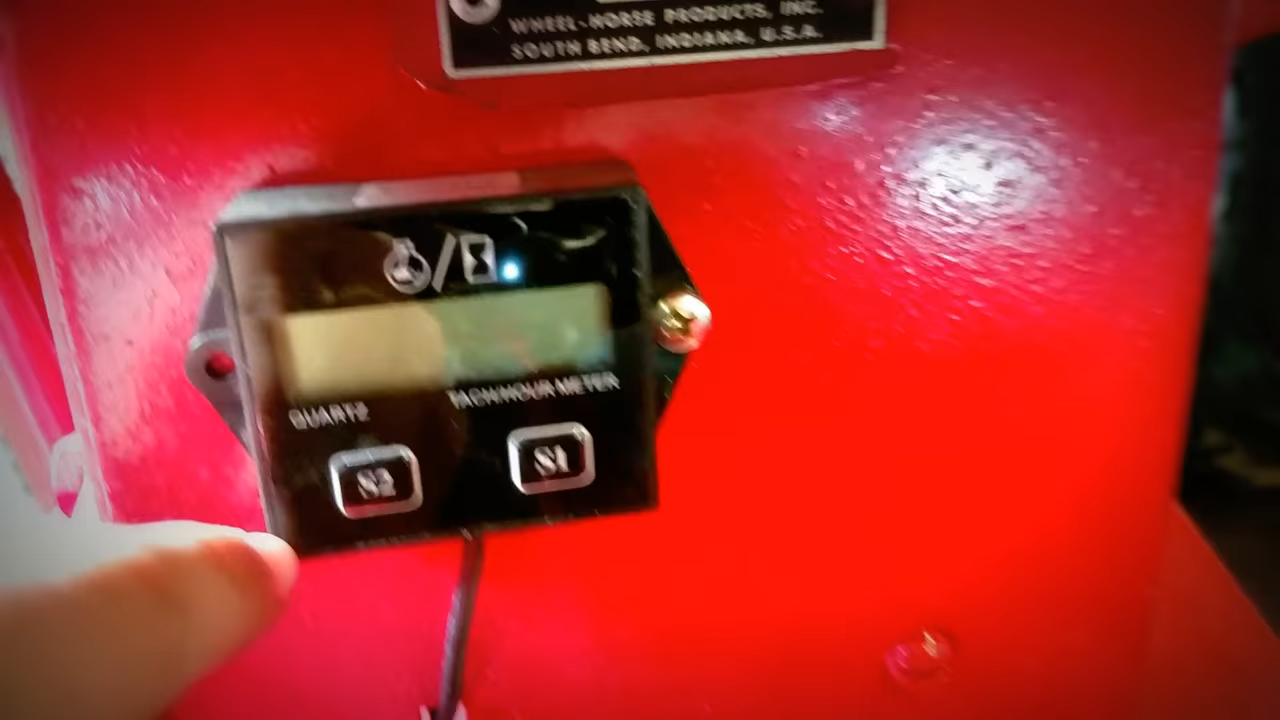 WHEEL-HORSE PRODUCTS, INC.
SOUTH BEND, INDIANA, U.S.A.
QUARTZ
TACH/HOUR METER
S2
S1